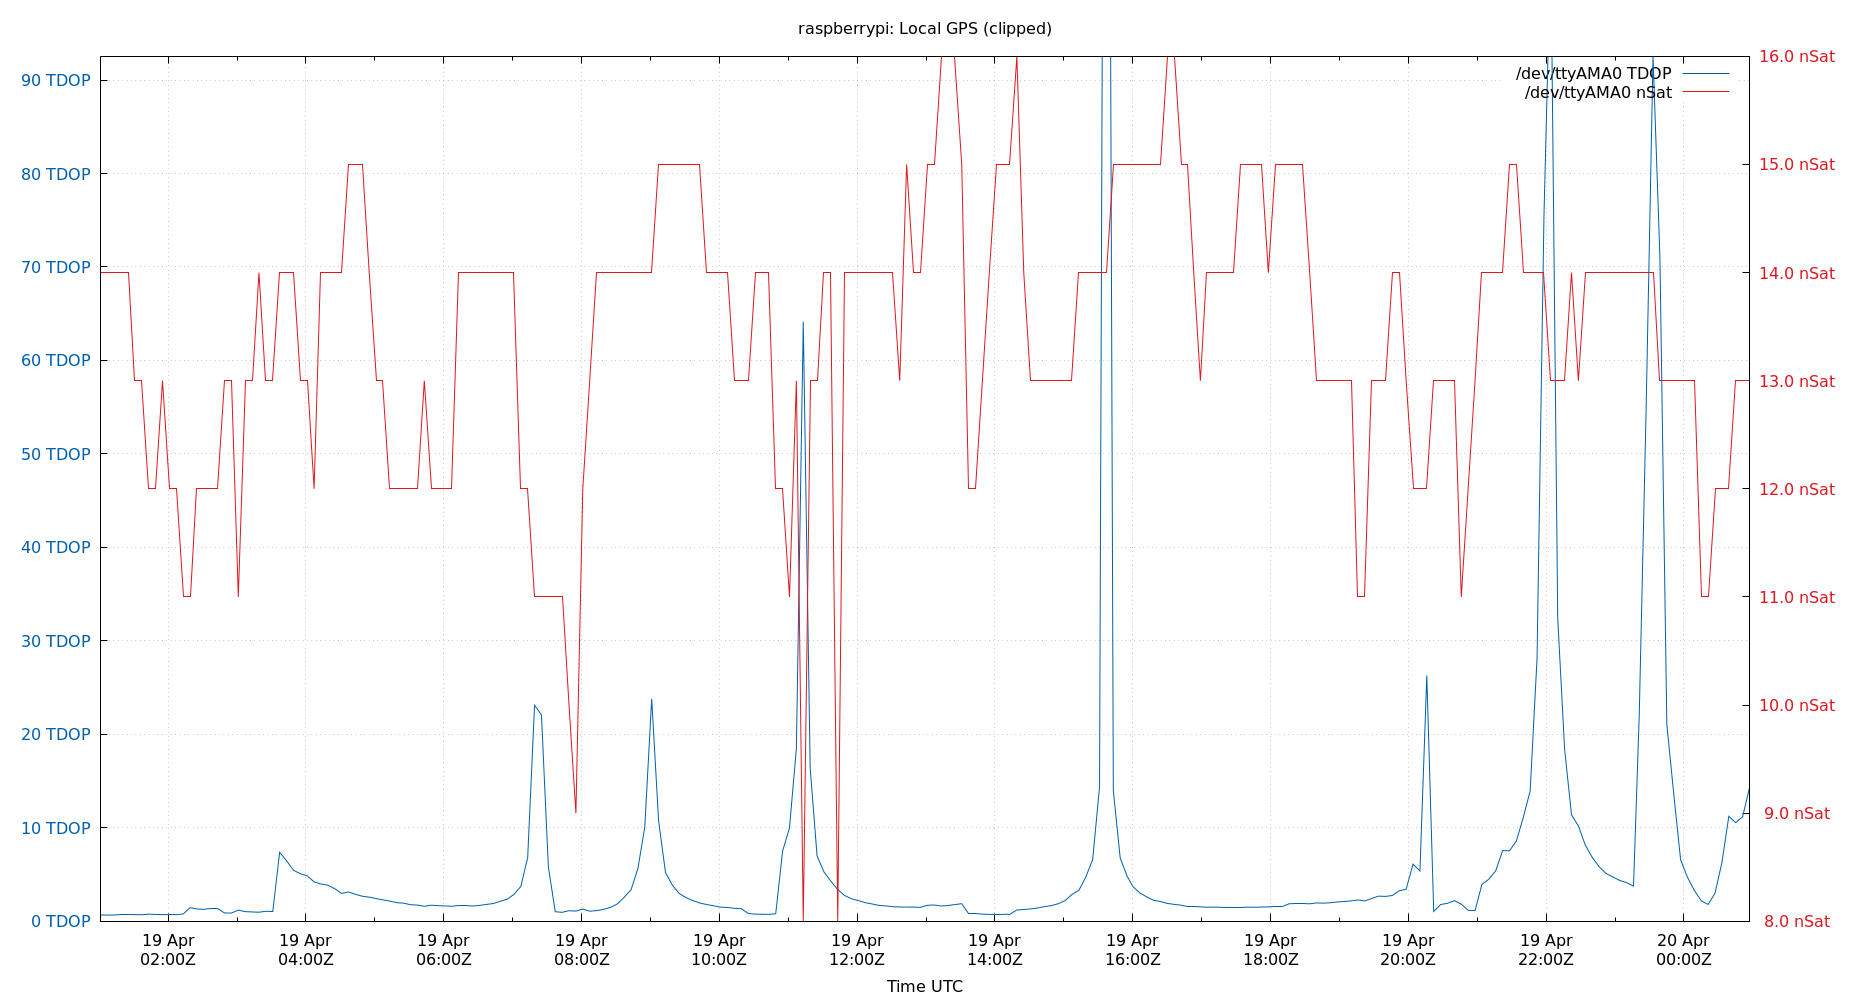 raspberrypi: Local GPS (clipped)
/dev/ttyAMA0 TDOP
/dev/ttyAMA0 nSat
90 TDOP
80 TDOP
70 TDOP
60 TDOP
50 TDOP
40 TDOP
30 TDOP
20 TDOP
10 TDOP
0 TDOP
16.0 nSat
15.0 nSat
14.0 nSat
13.0 nSat
12.0 nSat
11.0 nSat
10.0 nSat
9.0 nSat
8.0 nSat
19 Apr
02:00Z
19 Apr
04:00Z
19 Apr
06:00Z
19 Apr
08:00Z
19 Apr
10:00Z
19 Apr
12:00Z
19 Apr
14:00Z
19 Apr
16:00Z
19 Apr
18:00Z
19 Apr
20:00Z
19 Apr
22:00Z
20 Apr
00:00Z
Time UTC